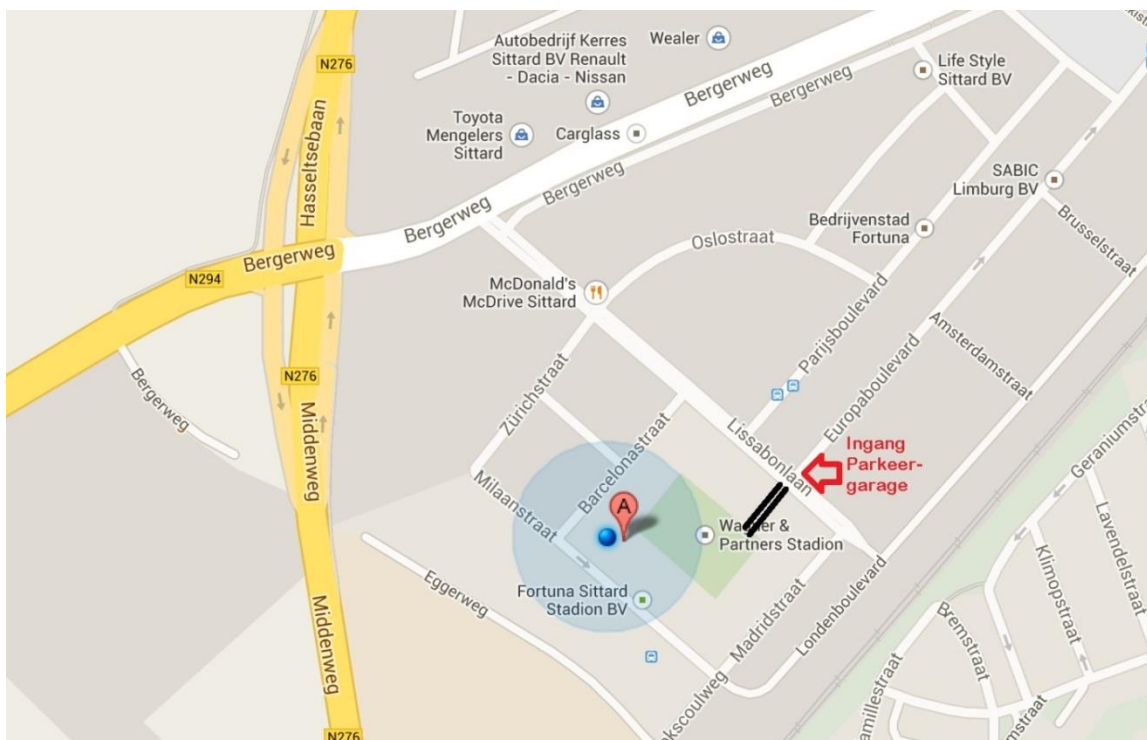 N276
Hasseltsebaan
Autobedrijf Kerres
Sittard BV Renault
- Dacia - Nissan
Wealer
Toyota
Mengelers
Sittard
Carglass
Bergerweg
Bergerweg
Life Style
Sittard BV
Bergerweg
Bergerweg
Bergerweg
N294
SABIC
Limburg BV
Brusselstraat
Bedrijvenstad
Fortuna
Oslostraat
McDonald's
McDrive Sittard
Parijsboulevard
Europaboulevard
Amsterdamstraat
N276
Bergerweg
Middenweg
Zürichstraat
Lissabonlaan
Ingang
Parkeer-
garage
Barcelonastraat
Milaanstraat
A
Partners Stadion
Eggerweg
Fortuna Sittard
Stadion BV
Madridstraat
Londenboulevard
Middenweg
N276
Geraniumstra
Lavendelstraat
Klimopstraat
Bremstraat